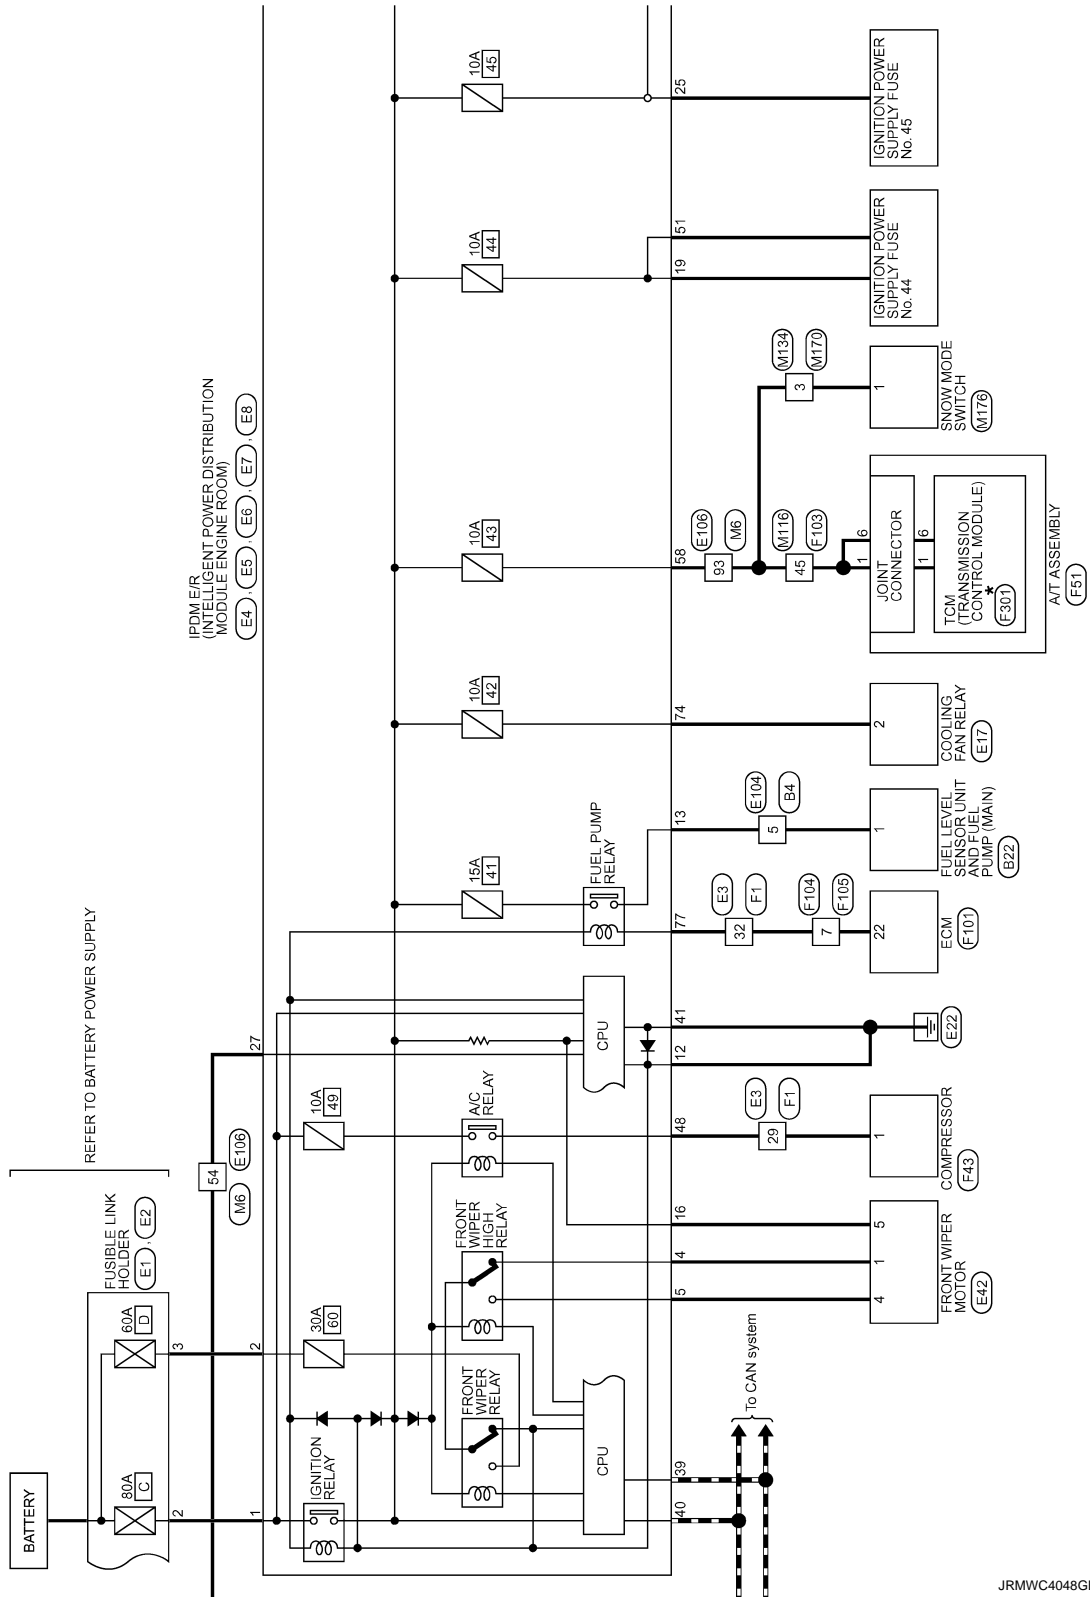 REFER TO BATTERY POWER SUPPLY
BATTERY
80A
C
60A
D
FUSIBLE LINK
HOLDER
E1 , E2
2
3
M6
54
E106
1
2
27
IPDM E/R
(INTELLIGENT POWER DISTRIBUTION
MODULE ENGINE ROOM)
E4 , E5 , E6 , E7 , E8
IGNITION
RELAY
30A
60
10A
49
FRONT
WIPER
RELAY
FRONT
WIPER
HIGH
RELAY
A/C
RELAY
15A
41
10A
42
10A
43
10A
44
10A
45
CPU
CPU
FUEL PUMP
RELAY
40
39
5
4
16
48
12
41
77
13
74
58
19
51
25
To CAN system
29
E3
F1
32
E3
F1
7
F104
F105
5
E104
B4
93
E106
M6
45
M116
F103
3
M134
M170
4
1
5
FRONT WIPER
MOTOR
E42
1
COMPRESSOR
F43
E22
22
ECM
F101
1
FUEL LEVEL
SENSOR UNIT
AND FUEL
PUMP (MAIN)
B22
2
COOLING
FAN RELAY
E17
1
6
JOINT
CONNECTOR
1
6
TCM
(TRANSMISSION
CONTROL MODULE)
*
F301
A/T ASSEMBLY
F51
1
SNOW MODE
SWITCH
M176
IGNITION POWER
SUPPLY FUSE
No. 44
IGNITION POWER
SUPPLY FUSE
No. 45